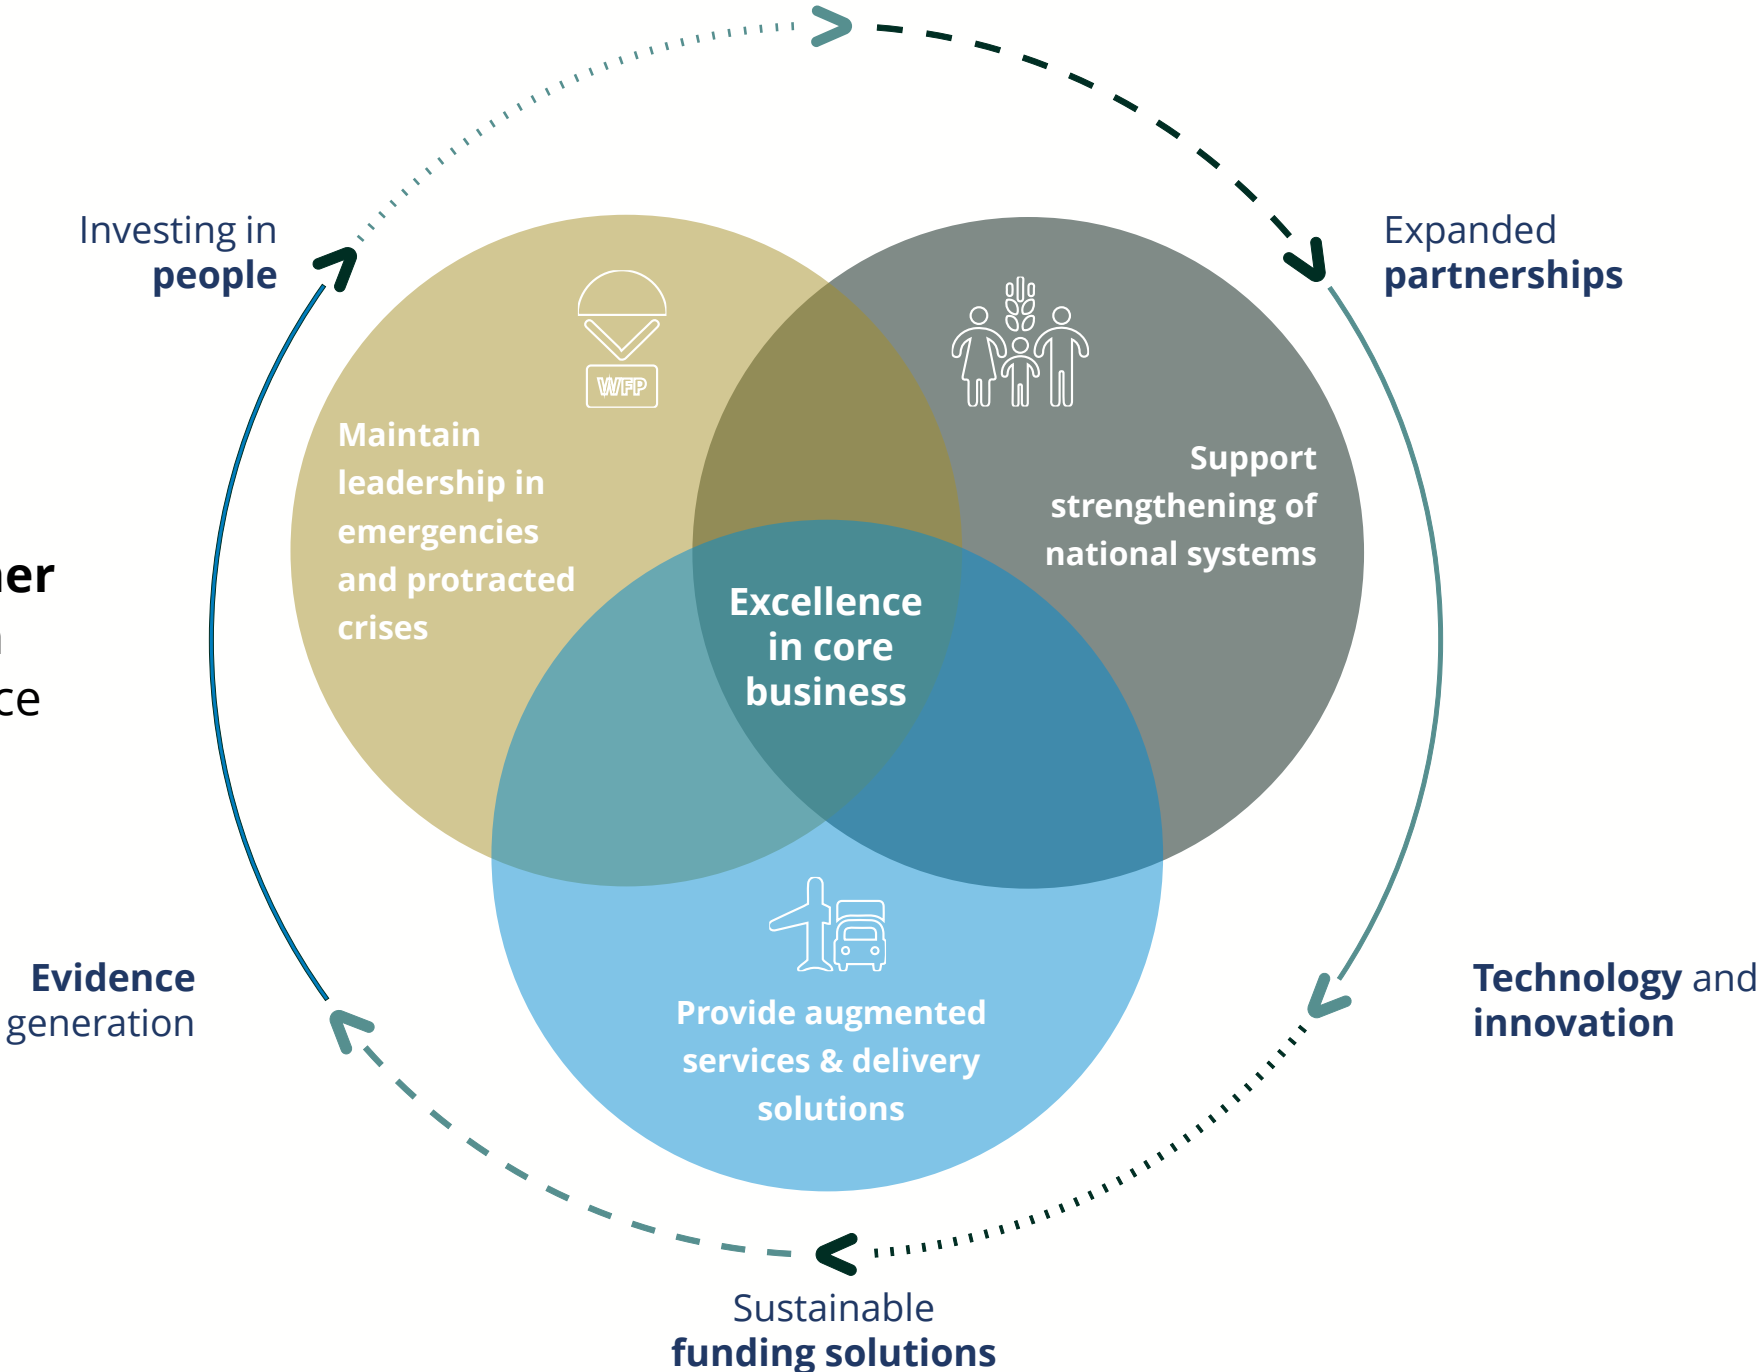 Investing in
people
Expanded
partnerships
WFP
Maintain
leadership in
emergencies
and protracted
crises
Support
strengthening of
national systems
Excellence
in core
business
Evidence
generation
Technology and
innovation
Provide augmented
services & delivery
solutions
Sustainable
funding solutions